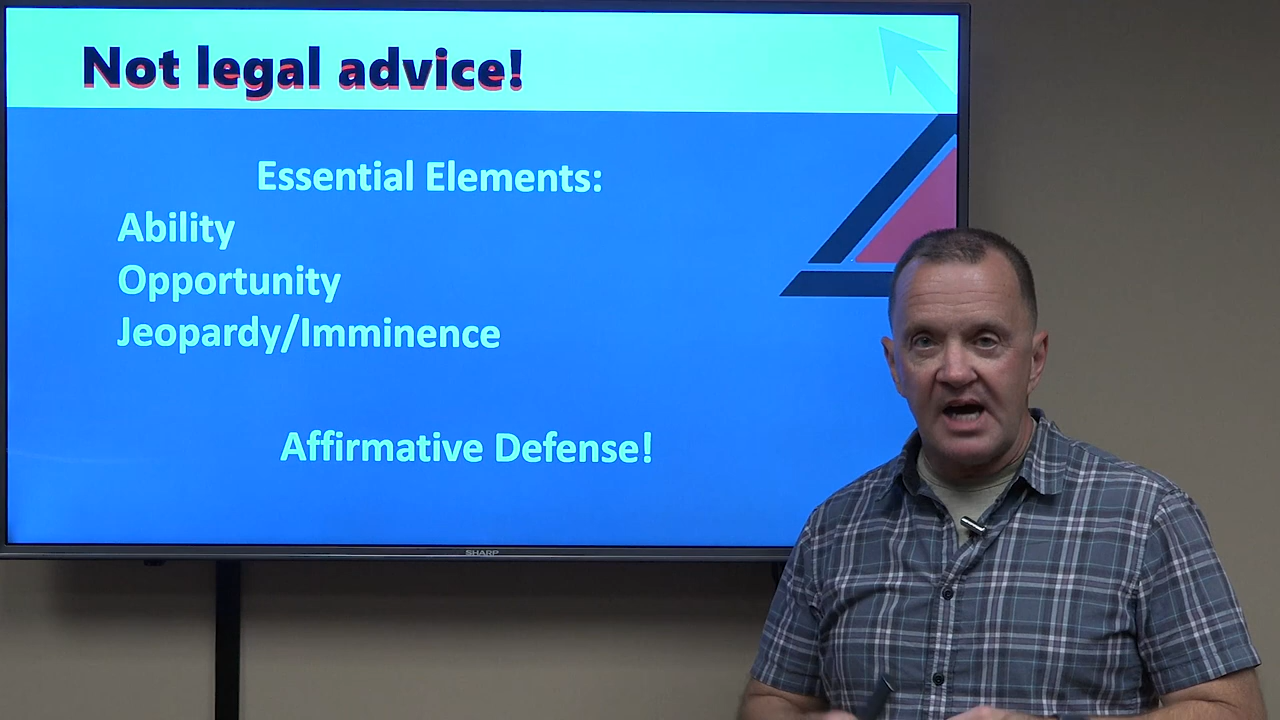 Not legal advice!
Essential Elements:
Ability
Opportunity
Jeopardy/Imminence
Affirmative Defense!
SHARP